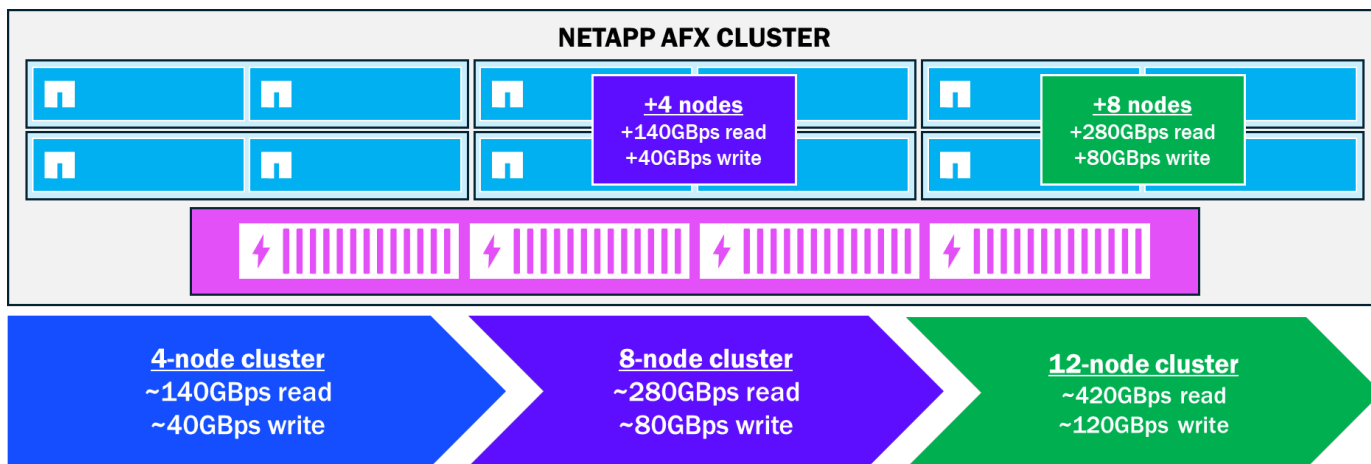 NETAPP AFX CLUSTER
+4 nodes
+140GBps read
+40GBps write
+8 nodes
+280GBps read
+80GBps write
4-node cluster
~140GBps read
~40GBps write
8-node cluster
~280GBps read
~80GBps write
12-node cluster
~420GBps read
~120GBps write